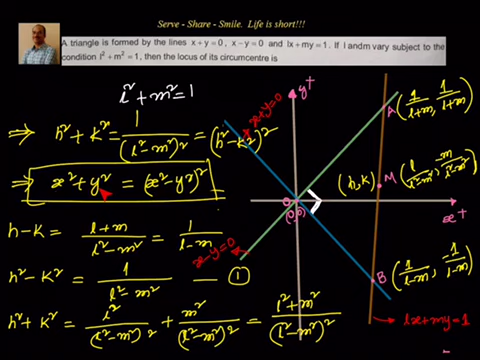 Serve - Share - Smile. Life is short!!!
A triangle is formed by the lines x+y=0, x−y=0 and lx+my=1. If l andm vary subject to the
condition l²+m²=1, then the locus of its circumcentre is
l²+m²=1
⇒ h²+k² = 1/(l²−m²)² = (h²−k²)²
⇒ x²+y² = (x²−y²)²
h−k = (l+m)/(l²−m²) = 1/(l−m)
h²−k² = 1/(l²−m²) — ①
h²+k² = l²/(l²−m²)² + m²/(l²−m²)² = (l²+m²)/(l²−m²)²
y+
x+y=0
A (1/(l+m), 1/(l+m))
(h,k) M (l/(l²−m²), −m/(l²−m²))
O
(0,0)
x+
x−y=0
B (1/(l−m), −1/(l−m))
lx+my=1